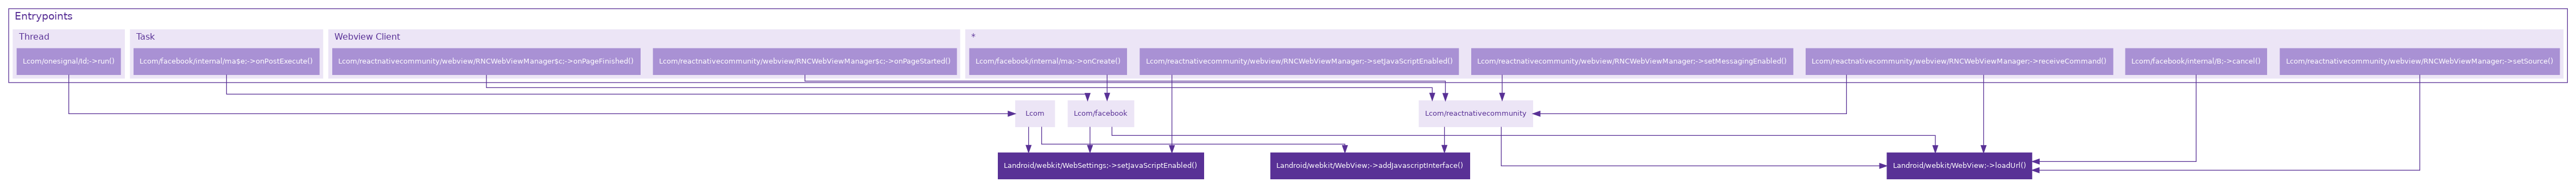 Entrypoints
Thread
Task
Webview Client
*
Lcom/onesignal/Id;->run()
Lcom/facebook/internal/ma$e;->onPostExecute()
Lcom/reactnativecommunity/webview/RNCWebViewManager$c;->onPageFinished()
Lcom/reactnativecommunity/webview/RNCWebViewManager$c;->onPageStarted()
Lcom/facebook/internal/ma;->onCreate()
Lcom/reactnativecommunity/webview/RNCWebViewManager;->setJavaScriptEnabled()
Lcom/reactnativecommunity/webview/RNCWebViewManager;->setMessagingEnabled()
Lcom/reactnativecommunity/webview/RNCWebViewManager;->receiveCommand()
Lcom/facebook/internal/B;->cancel()
Lcom/reactnativecommunity/webview/RNCWebViewManager;->setSource()
Lcom
Lcom/facebook
Lcom/reactnativecommunity
Landroid/webkit/WebSettings;->setJavaScriptEnabled()
Landroid/webkit/WebView;->addJavascriptInterface()
Landroid/webkit/WebView;->loadUrl()